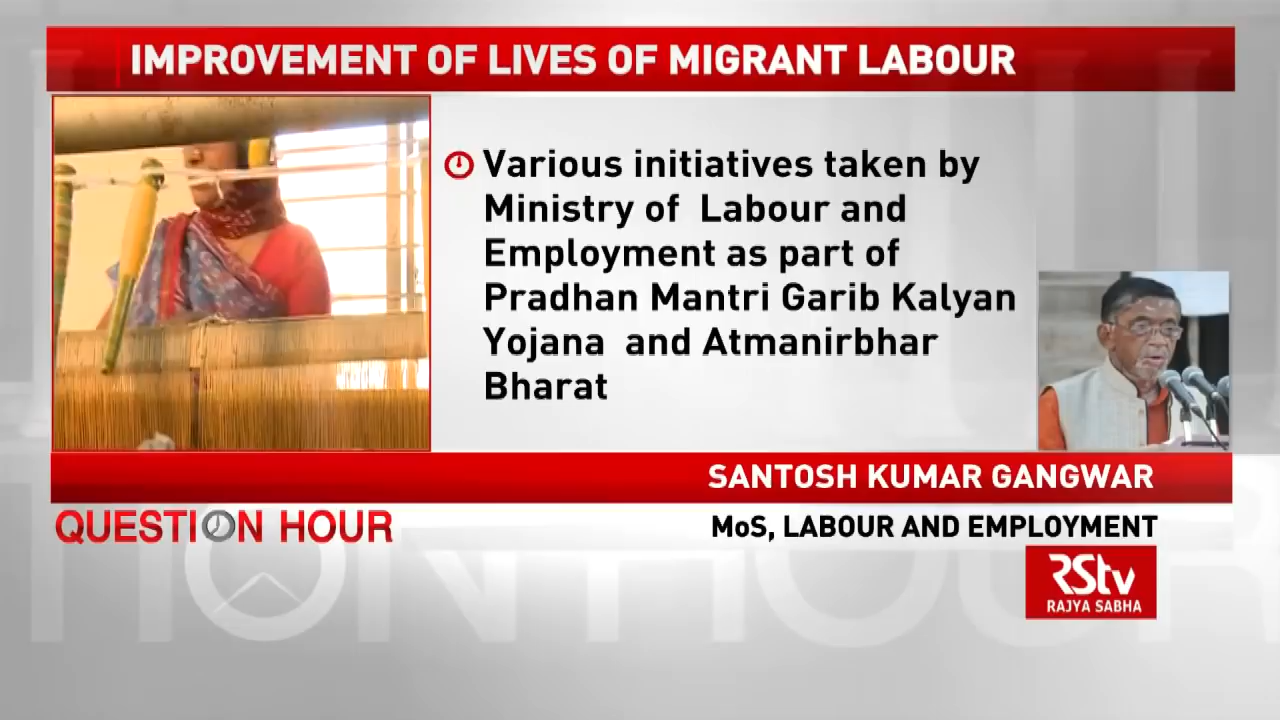 IMPROVEMENT OF LIVES OF MIGRANT LABOUR
Various initiatives taken by
Ministry of Labour and
Employment as part of
Pradhan Mantri Garib Kalyan
Yojana and Atmanirbhar
Bharat
SANTOSH KUMAR GANGWAR
QUESTION HOUR
MoS, LABOUR AND EMPLOYMENT
RStv
RAJYA SABHA